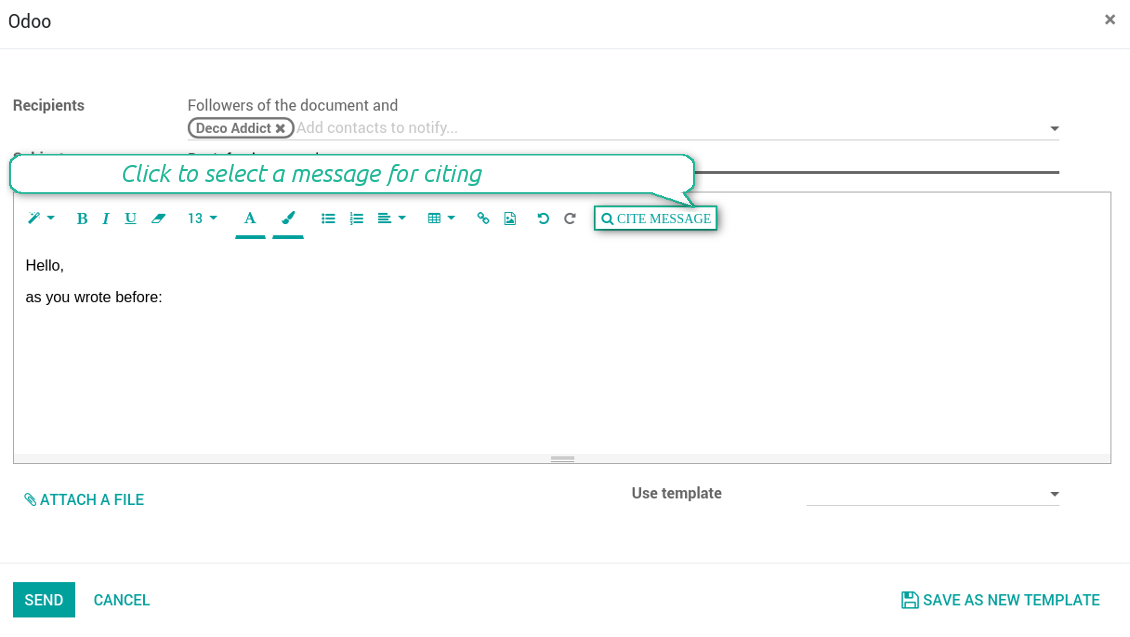 Odoo
Recipients
Followers of the document and
Deco Addict
Add contacts to notify...
Click to select a message for citing
B I U 13 A CITE MESSAGE
Hello,
as you wrote before:
ATTACH A FILE
Use template
SEND
CANCEL
SAVE AS NEW TEMPLATE